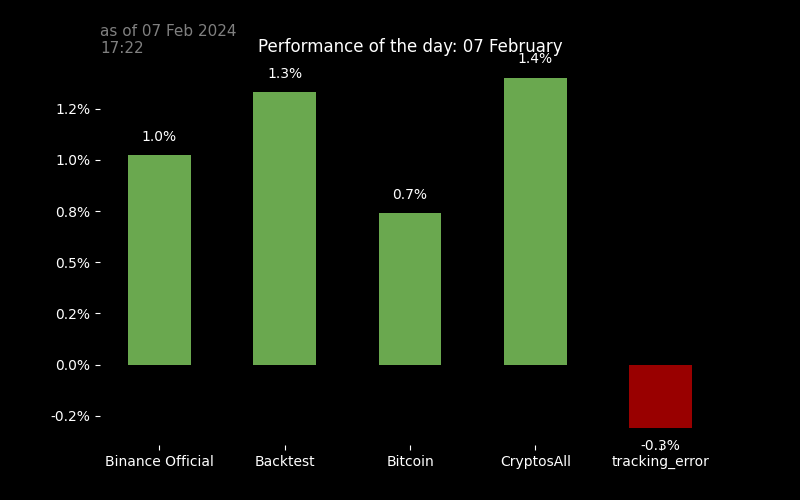 as of 07 Feb 2024
17:22
Performance of the day: 07 February
1.4%
1.3%
1.2%
1.0%
1.0%
0.7%
0.8%
0.5%
0.2%
0.0%
-0.2%
-0.3%
Binance Official
Backtest
Bitcoin
CryptosAll
tracking_error